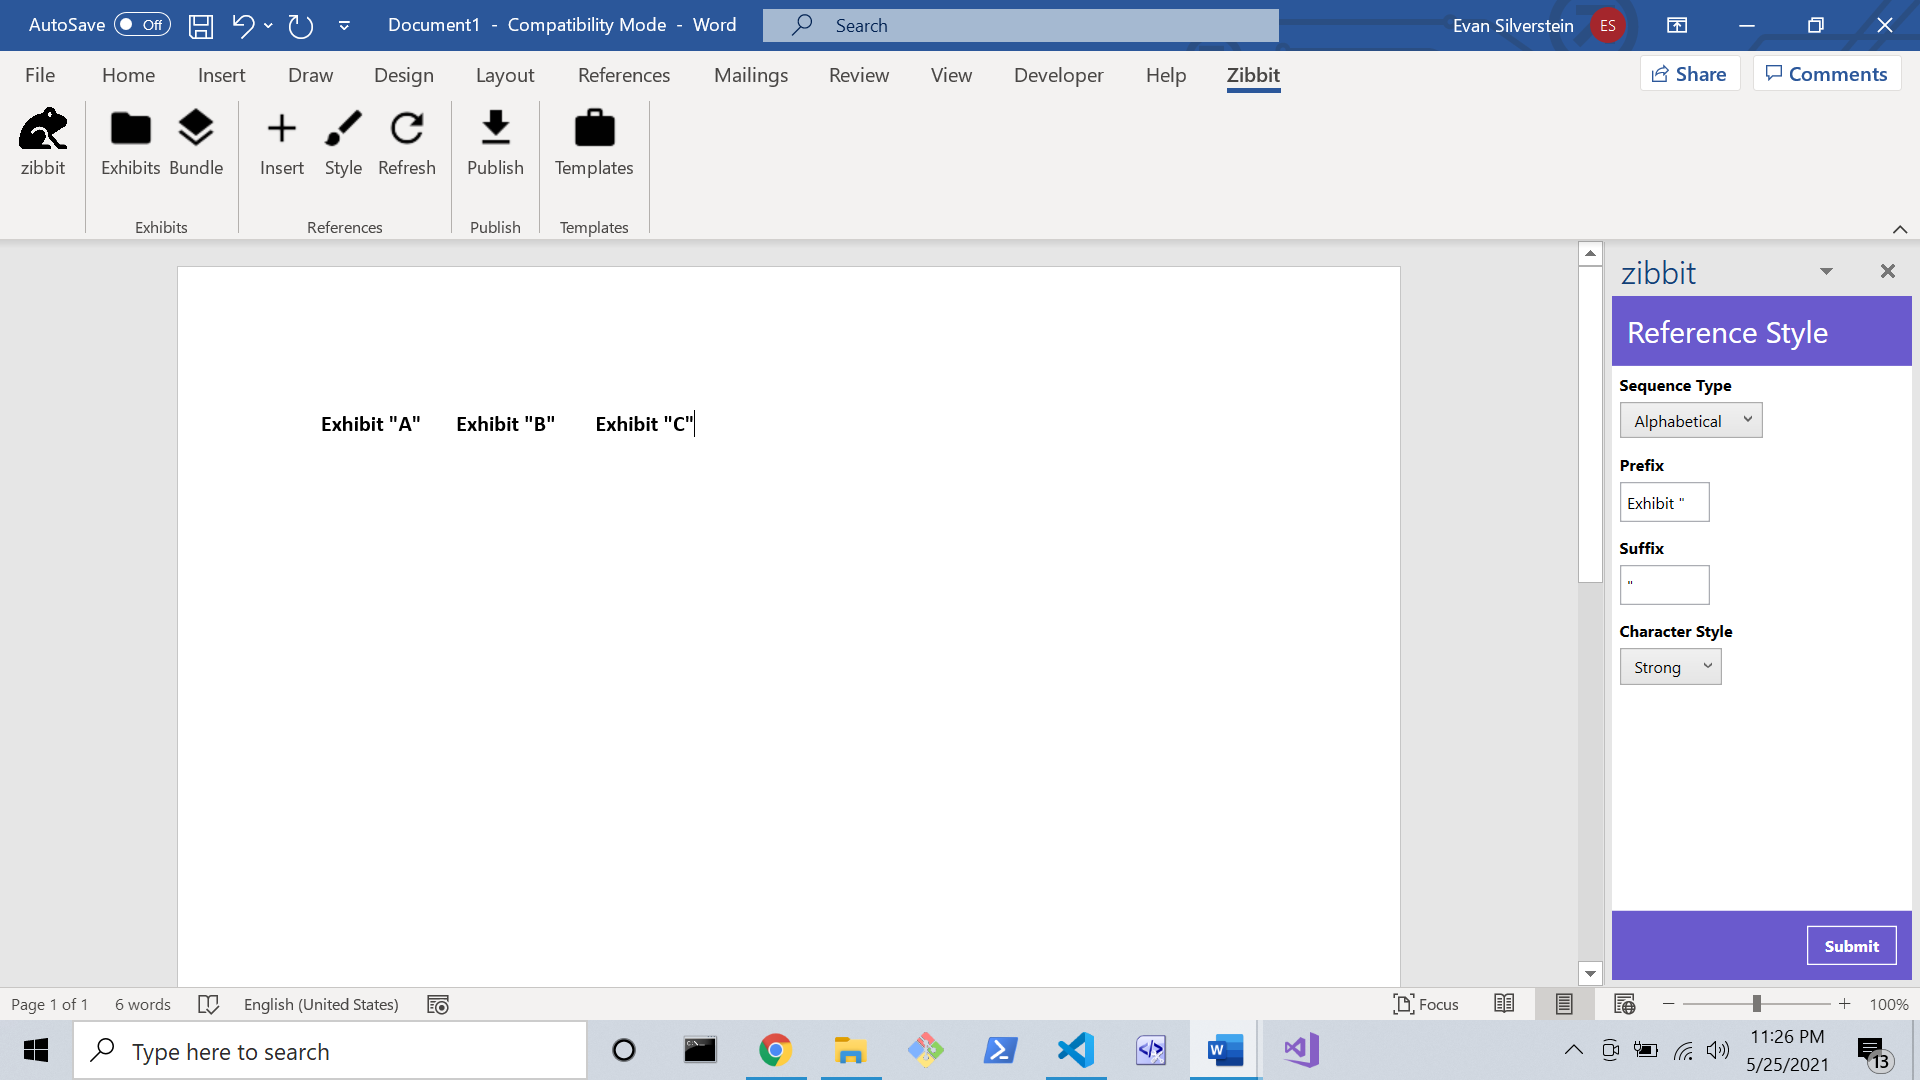 AutoSave Off Document1 - Compatibility Mode - Word Search Evan Silverstein ES
File Home Insert Draw Design Layout References Mailings Review View Developer Help Zibbit Share Comments
zibbit Exhibits Bundle Insert Style Refresh Publish Templates
Exhibits References Publish Templates
zibbit
Reference Style
Sequence Type
Alphabetical
Prefix
Exhibit "
Suffix
"
Character Style
Strong
Submit
Exhibit "A" Exhibit "B" Exhibit "C"
Page 1 of 1 6 words English (United States) Focus 100%
Type here to search 11:26 PM
5/25/2021 13